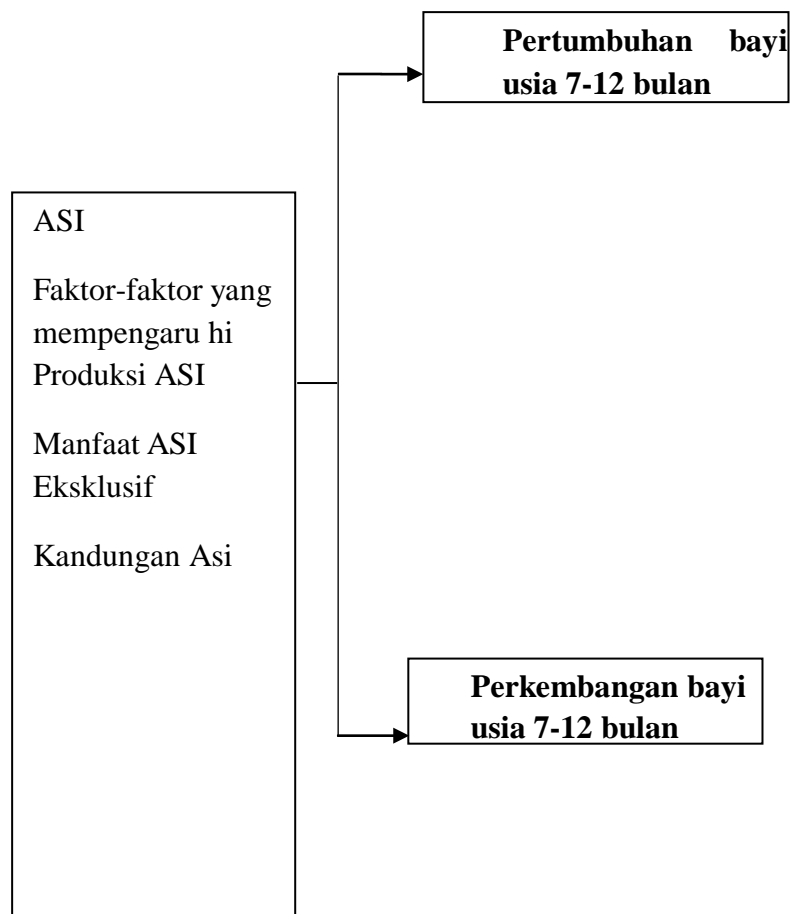 Pertumbuhan bayi
usia 7-12 bulan
ASI
Faktor-faktor yang
mempengaru hi
Produksi ASI
Manfaat ASI
Eksklusif
Kandungan Asi
Perkembangan bayi
usia 7-12 bulan